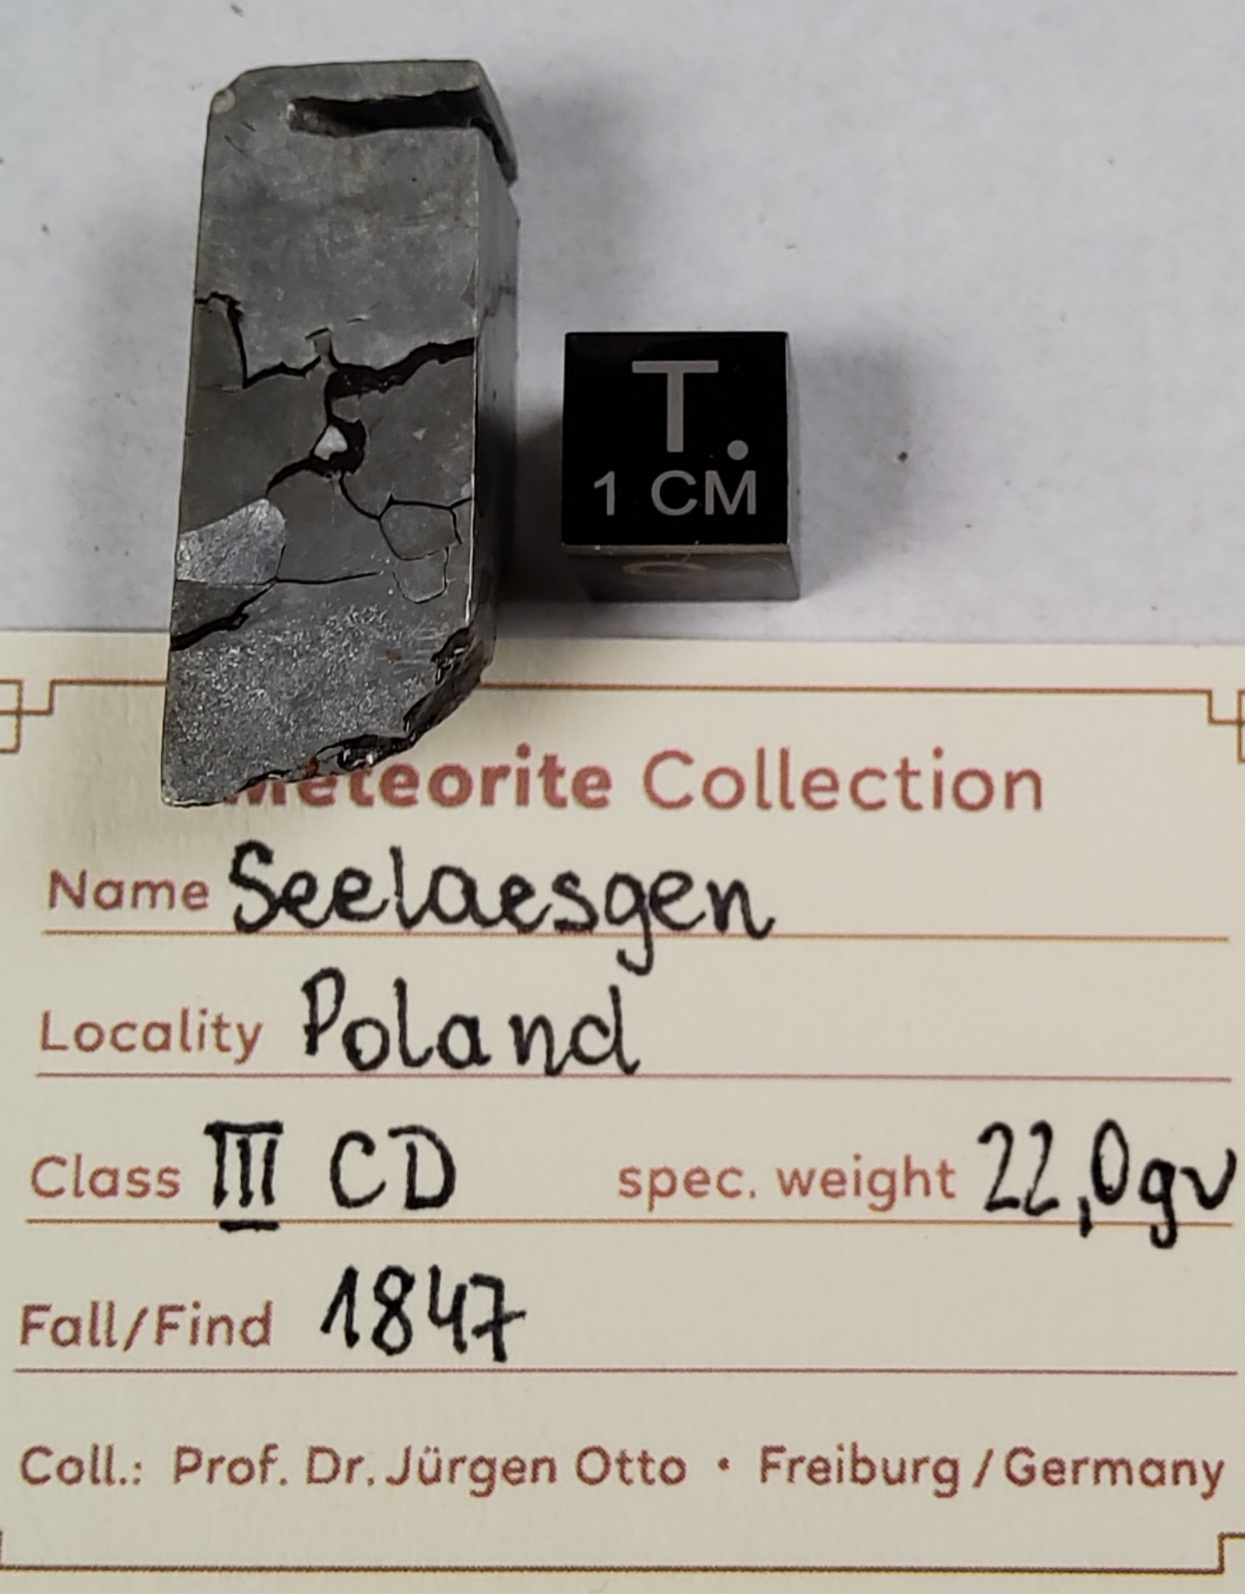 T.
1 CM
Meteorite Collection
Name Seelaesgen
Locality Poland
Class III CD spec. weight 22,0gr
Fall/Find 1847
Coll.: Prof. Dr. Jürgen Otto • Freiburg / Germany